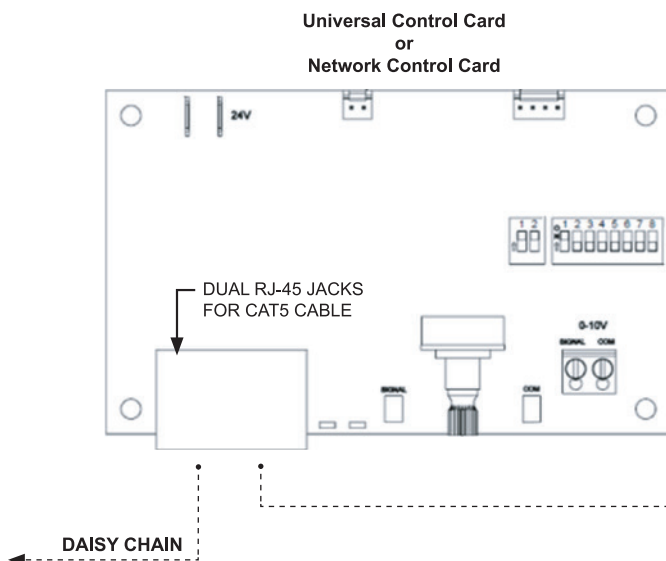 Universal Control Card
or
Network Control Card
24V
1 2
1 2 3 4 5 6 7 8
DUAL RJ-45 JACKS
FOR CAT5 CABLE
0-10V
SIGNAL COM
SIGNAL
COM
DAISY CHAIN